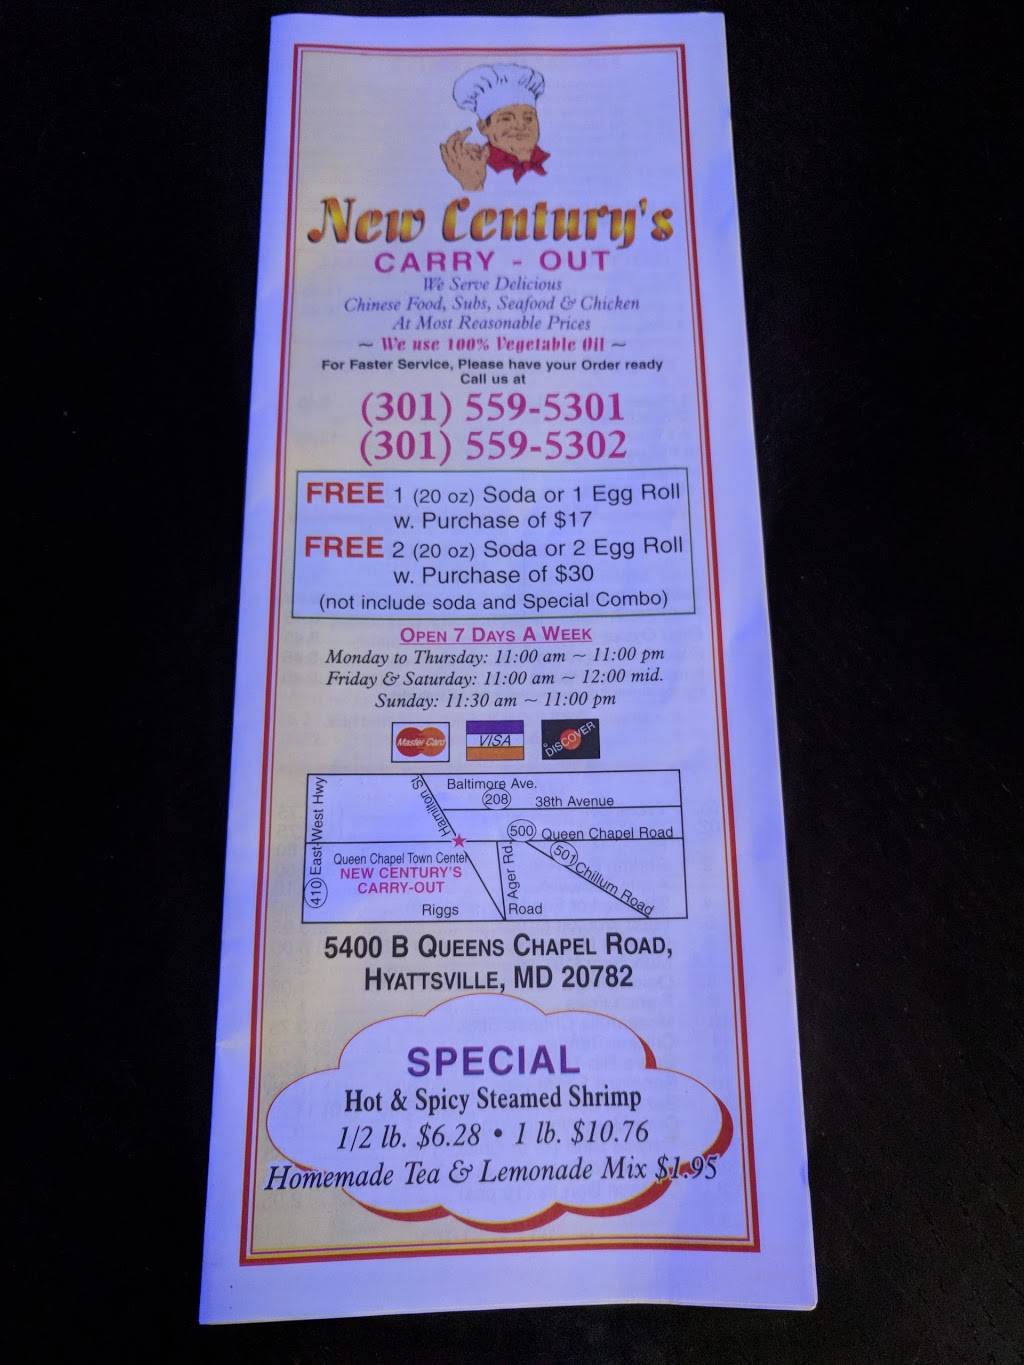 New Century's
CARRY - OUT
We Serve Delicious
Chinese Food, Subs, Seafood & Chicken
At Most Reasonable Prices
~ We use 100% Vegetable Oil ~
For Faster Service, Please have your Order ready
Call us at
(301) 559-5301
(301) 559-5302
FREE 1 (20 oz) Soda or 1 Egg Roll
w. Purchase of $17
FREE 2 (20 oz) Soda or 2 Egg Roll
w. Purchase of $30
(not include soda and Special Combo)
OPEN 7 DAYS A WEEK
Monday to Thursday: 11:00 am ~ 11:00 pm
Friday & Saturday: 11:00 am ~ 12:00 mid.
Sunday: 11:30 am ~ 11:00 pm
MasterCard VISA DISCOVER
410 East-West Hwy
Hamilton St
Baltimore Ave.
208 38th Avenue
500 Queen Chapel Road
501 Chillum Road
Ager Rd.
Queen Chapel Town Center
NEW CENTURY'S
CARRY-OUT
Riggs Road
5400 B QUEENS CHAPEL ROAD,
HYATTSVILLE, MD 20782
SPECIAL
Hot & Spicy Steamed Shrimp
1/2 lb. $6.28 • 1 lb. $10.76
Homemade Tea & Lemonade Mix $1.95